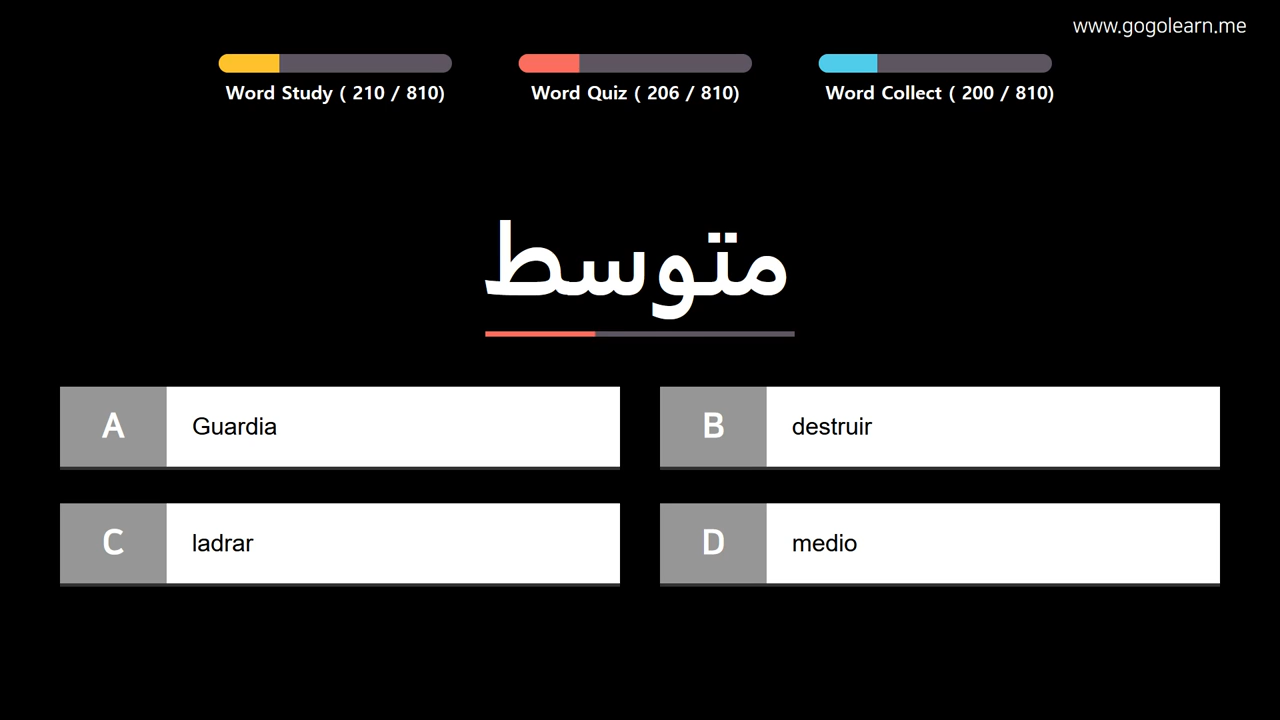 www.gogolearn.me
Word Study ( 210 / 810)
Word Quiz ( 206 / 810)
Word Collect ( 200 / 810)
متوسط
A Guardia
B destruir
C ladrar
D medio